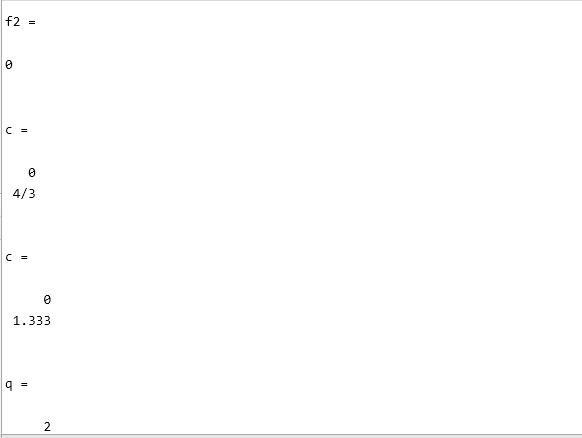 f2 =
0
c =
0
4/3
c =
0
1.333
q =
2